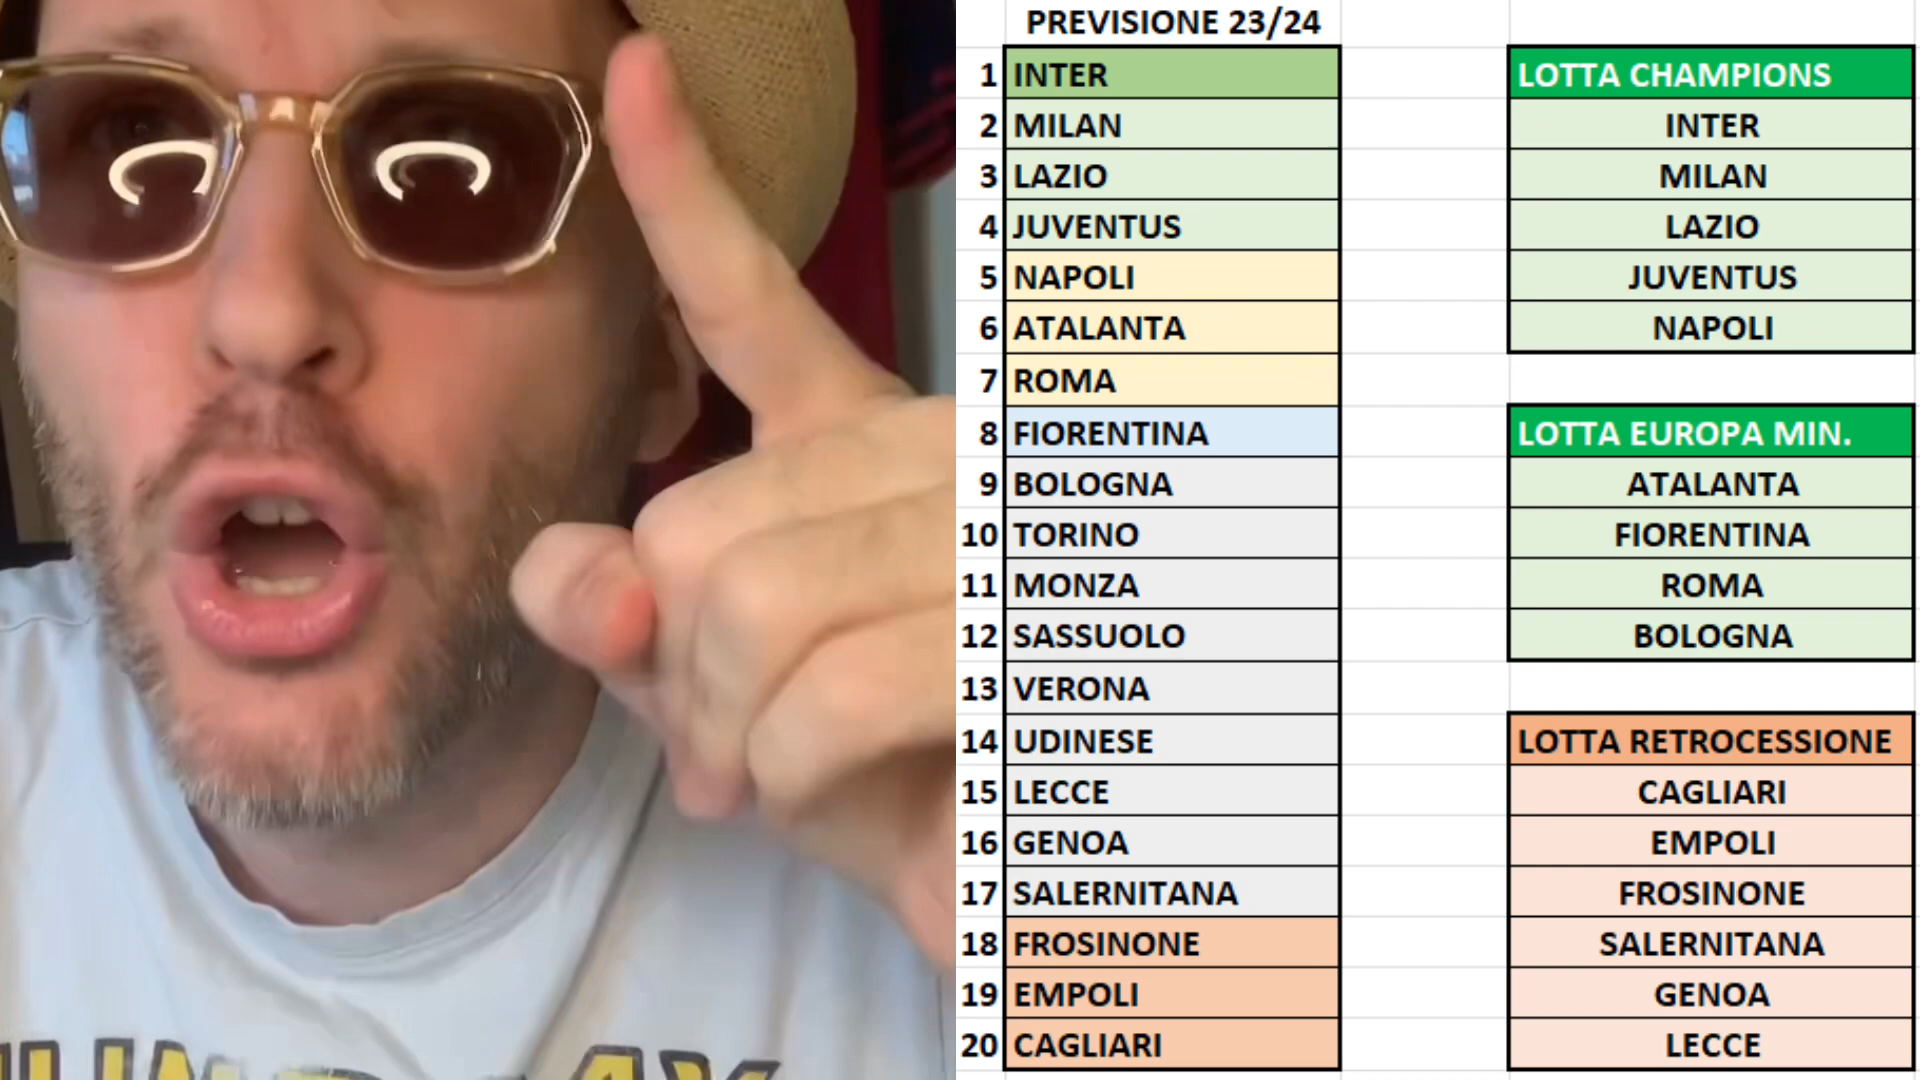 PREVISIONE 23/24
1 INTER
2 MILAN
3 LAZIO
4 JUVENTUS
5 NAPOLI
6 ATALANTA
7 ROMA
8 FIORENTINA
9 BOLOGNA
10 TORINO
11 MONZA
12 SASSUOLO
13 VERONA
14 UDINESE
15 LECCE
16 GENOA
17 SALERNITANA
18 FROSINONE
19 EMPOLI
20 CAGLIARI
LOTTA CHAMPIONS
INTER
MILAN
LAZIO
JUVENTUS
NAPOLI
LOTTA EUROPA MIN.
ATALANTA
FIORENTINA
ROMA
BOLOGNA
LOTTA RETROCESSIONE
CAGLIARI
EMPOLI
FROSINONE
SALERNITANA
GENOA
LECCE